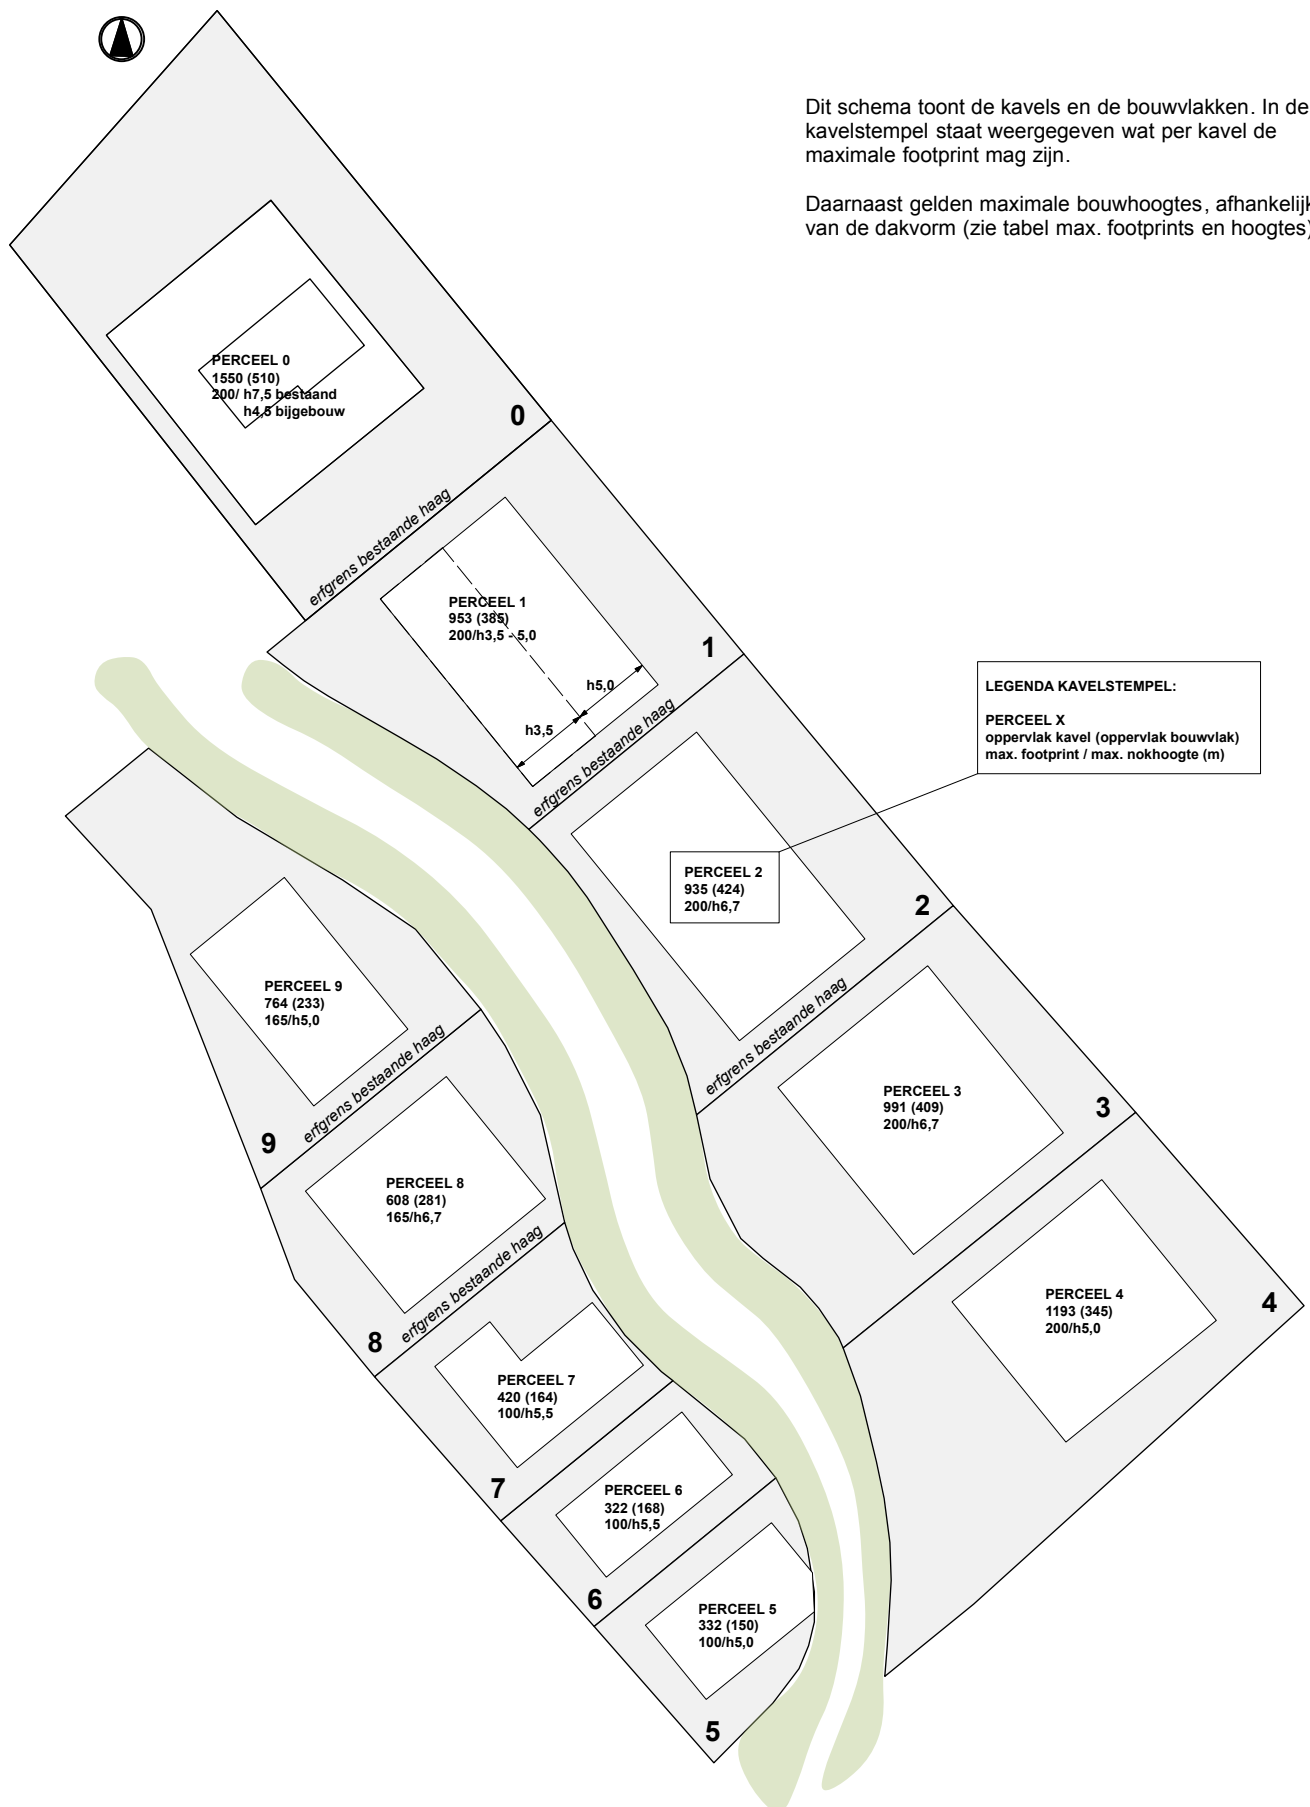 Dit schema toont de kavels en de bouwvlakken. In de
kavelstempel staat weergegeven wat per kavel de
maximale footprint mag zijn.
Daarnaast gelden maximale bouwhoogtes, afhankelijk
van de dakvorm (zie tabel max. footprints en hoogtes)
PERCEEL 0
1550 (510)
200/ h7,5 bestaand
h4,5 bijgebouw
0
erfgrens bestaande haag
PERCEEL 1
953 (385)
200/h3,5 - 5,0
h5,0
h3,5
1
erfgrens bestaande haag
LEGENDA KAVELSTEMPEL:
PERCEEL X
oppervlak kavel (oppervlak bouwvlak)
max. footprint / max. nokhoogte (m)
PERCEEL 2
935 (424)
200/h6,7
2
erfgrens bestaande haag
PERCEEL 3
991 (409)
200/h6,7
3
PERCEEL 4
1193 (345)
200/h5,0
4
PERCEEL 9
764 (233)
165/h5,0
9
erfgrens bestaande haag
PERCEEL 8
608 (281)
165/h6,7
8
erfgrens bestaande haag
PERCEEL 7
420 (164)
100/h5,5
7
PERCEEL 6
322 (168)
100/h5,5
6
PERCEEL 5
332 (150)
100/h5,0
5